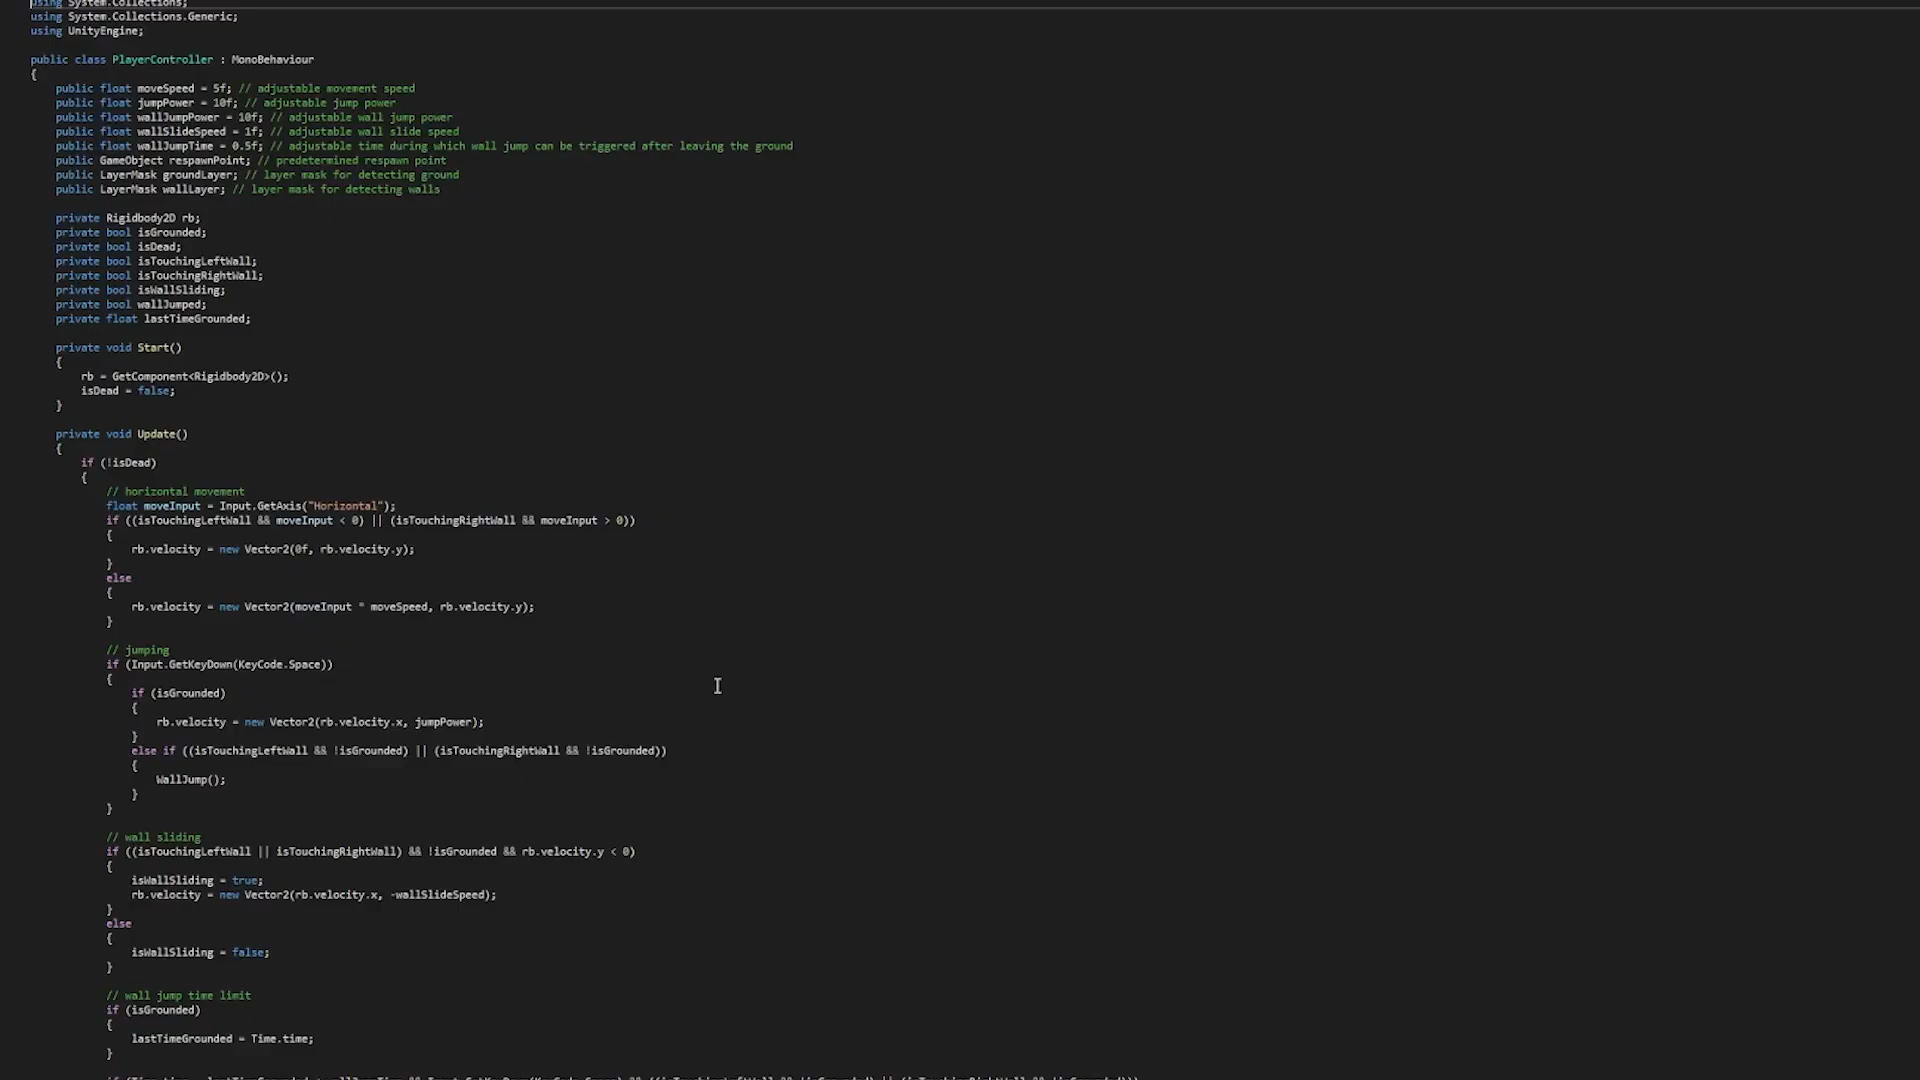 using System.Collections;
using System.Collections.Generic;
using UnityEngine;

public class PlayerController : MonoBehaviour
{
    public float moveSpeed = 5f; // adjustable movement speed
    public float jumpPower = 10f; // adjustable jump power
    public float wallJumpPower = 10f; // adjustable wall jump power
    public float wallSlideSpeed = 1f; // adjustable wall slide speed
    public float wallJumpTime = 0.5f; // adjustable time during which wall jump can be triggered after leaving the ground
    public GameObject respawnPoint; // predetermined respawn point
    public LayerMask groundLayer; // layer mask for detecting ground
    public LayerMask wallLayer; // layer mask for detecting walls

    private Rigidbody2D rb;
    private bool isGrounded;
    private bool isDead;
    private bool isTouchingLeftWall;
    private bool isTouchingRightWall;
    private bool isWallSliding;
    private bool wallJumped;
    private float lastTimeGrounded;

    private void Start()
    {
        rb = GetComponent<Rigidbody2D>();
        isDead = false;
    }

    private void Update()
    {
        if (!isDead)
        {
            // horizontal movement
            float moveInput = Input.GetAxis("Horizontal");
            if ((isTouchingLeftWall && moveInput < 0) || (isTouchingRightWall && moveInput > 0))
            {
                rb.velocity = new Vector2(0f, rb.velocity.y);
            }
            else
            {
                rb.velocity = new Vector2(moveInput * moveSpeed, rb.velocity.y);
            }

            // jumping
            if (Input.GetKeyDown(KeyCode.Space))
            {
                if (isGrounded)
                {
                    rb.velocity = new Vector2(rb.velocity.x, jumpPower);
                }
                else if ((isTouchingLeftWall && !isGrounded) || (isTouchingRightWall && !isGrounded))
                {
                    WallJump();
                }
            }

            // wall sliding
            if ((isTouchingLeftWall || isTouchingRightWall) && !isGrounded && rb.velocity.y < 0)
            {
                isWallSliding = true;
                rb.velocity = new Vector2(rb.velocity.x, -wallSlideSpeed);
            }
            else
            {
                isWallSliding = false;
            }

            // wall jump time limit
            if (isGrounded)
            {
                lastTimeGrounded = Time.time;
            }